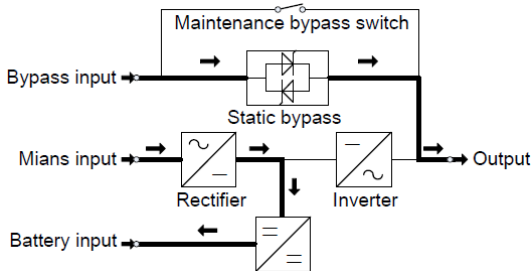 Maintenance bypass switch
Bypass input
Static bypass
Mians input
Output
Rectifier
Inverter
Battery input